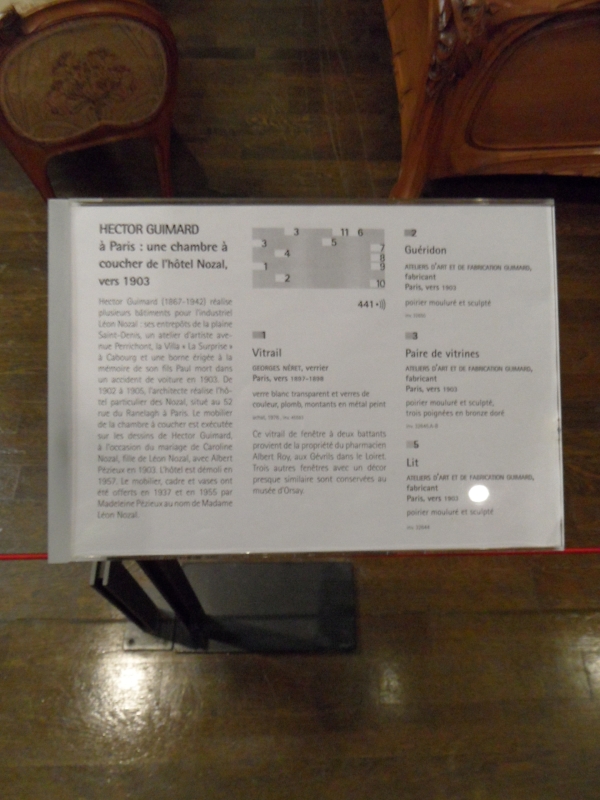 HECTOR GUIMARD
à Paris : une chambre à
coucher de l'hôtel Nozal,
vers 1903
Hector Guimard (1867-1942) réalise
plusieurs bâtiments pour l'industriel
Léon Nozal : ses entrepôts de la plaine
Saint-Denis, un atelier d'artiste ave-
nue Perrichont, la Villa « La Surprise »
à Cabourg et une borne érigée à la
mémoire de son fils Paul mort dans
un accident de voiture en 1903. De
1902 à 1906, l'architecte réalise l'hô-
tel particulier des Nozal, situé au 52
rue du Ranelagh à Paris. Le mobilier
de la chambre à coucher est exécutée
sur les dessins de Hector Guimard,
à l'occasion du mariage de Caroline
Nozal, fille de Léon Nozal, avec Albert
Pézieux en 1903. L'hôtel est démoli en
1957. Le mobilier, cadre et vases ont
été offerts en 1937 et en 1955 par
Madeleine Pézieux au nom de Madame
Léon Nozal.
3 11 6
3 5 7
4 8
1 9
2 10
441
1
Vitrail
GEORGES NÉRET, verrier
Paris, vers 1897-1898
verre blanc transparent et verres de
couleur, plomb, montants en métal peint
Ce vitrail de fenêtre à deux battants
provient de la propriété du pharmacien
Albert Roy, aux Gévrils dans le Loiret.
Trois autres fenêtres avec un décor
presque similaire sont conservées au
musée d'Orsay.
2
Guéridon
ATELIERS D'ART ET DE FABRICATION GUIMARD,
fabricant
Paris, vers 1903
poirier mouluré et sculpté
3
Paire de vitrines
ATELIERS D'ART ET DE FABRICATION GUIMARD,
fabricant
Paris, vers 1903
poirier mouluré et sculpté,
trois poignées en bronze doré
5
Lit
ATELIERS D'ART ET DE FABRICATION GUIMARD,
fabricant
Paris, vers 1903
poirier mouluré et sculpté